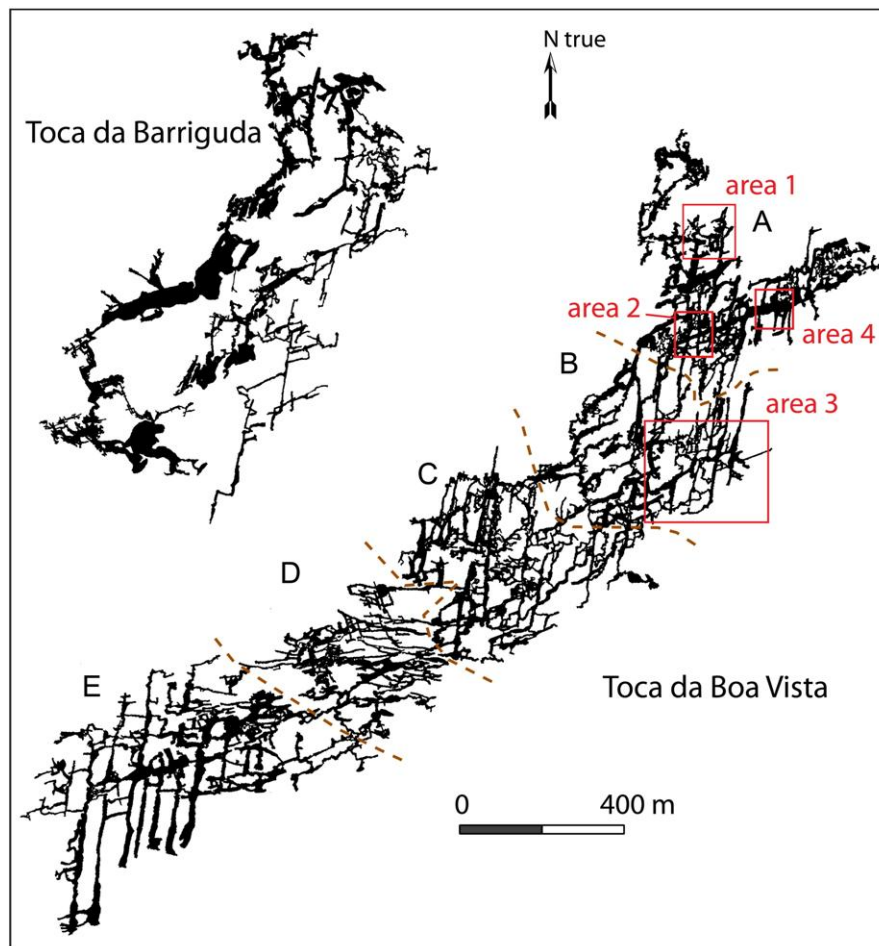 N true
Toca da Barriguda
area 1
A
area 2
area 4
B
area 3
C
D
E
Toca da Boa Vista
0 400 m